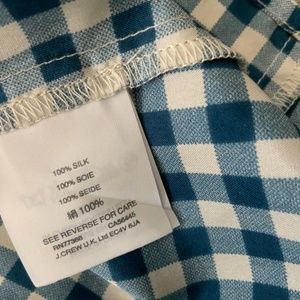 100% SILK
100% SOIE
100% SEIDE
絹 100%
SEE REVERSE FOR CARE
RN77388 CA56445
J.CREW U.K. Ltd EC4V 6JA